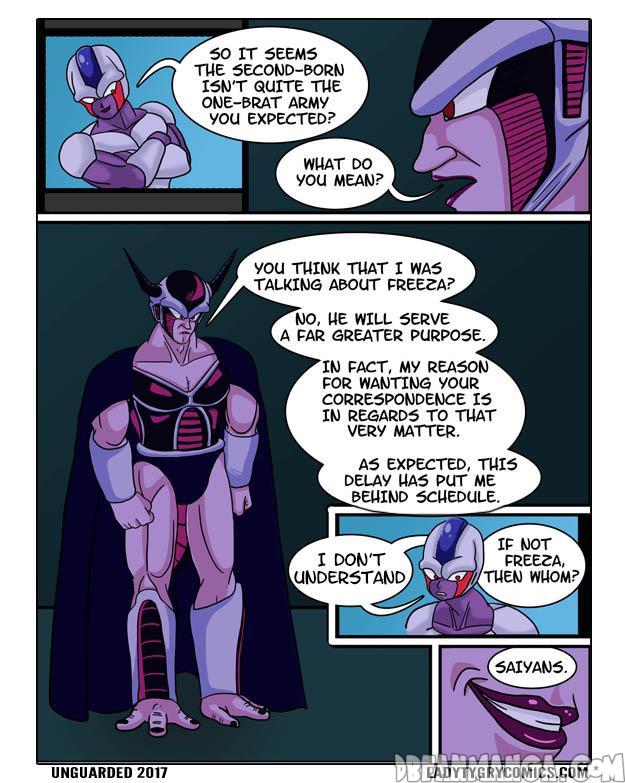 SO IT SEEMS
THE SECOND-BORN
ISN'T QUITE THE
ONE-BRAT ARMY
YOU EXPECTED?
WHAT DO
YOU MEAN?
YOU THINK THAT I WAS
TALKING ABOUT FREEZA?
NO, HE WILL SERVE
A FAR GREATER PURPOSE.
IN FACT, MY REASON
FOR WANTING YOUR
CORRESPONDENCE IS
IN REGARDS TO THAT
VERY MATTER.
AS EXPECTED, THIS
DELAY HAS PUT ME
BEHIND SCHEDULE.
I DON'T
UNDERSTAND
IF NOT
FREEZA,
THEN WHOM?
SAIYANS.
UNGUARDED 2017
LADYTYGRYCOMICS.COM
DBFANMANGA.COM